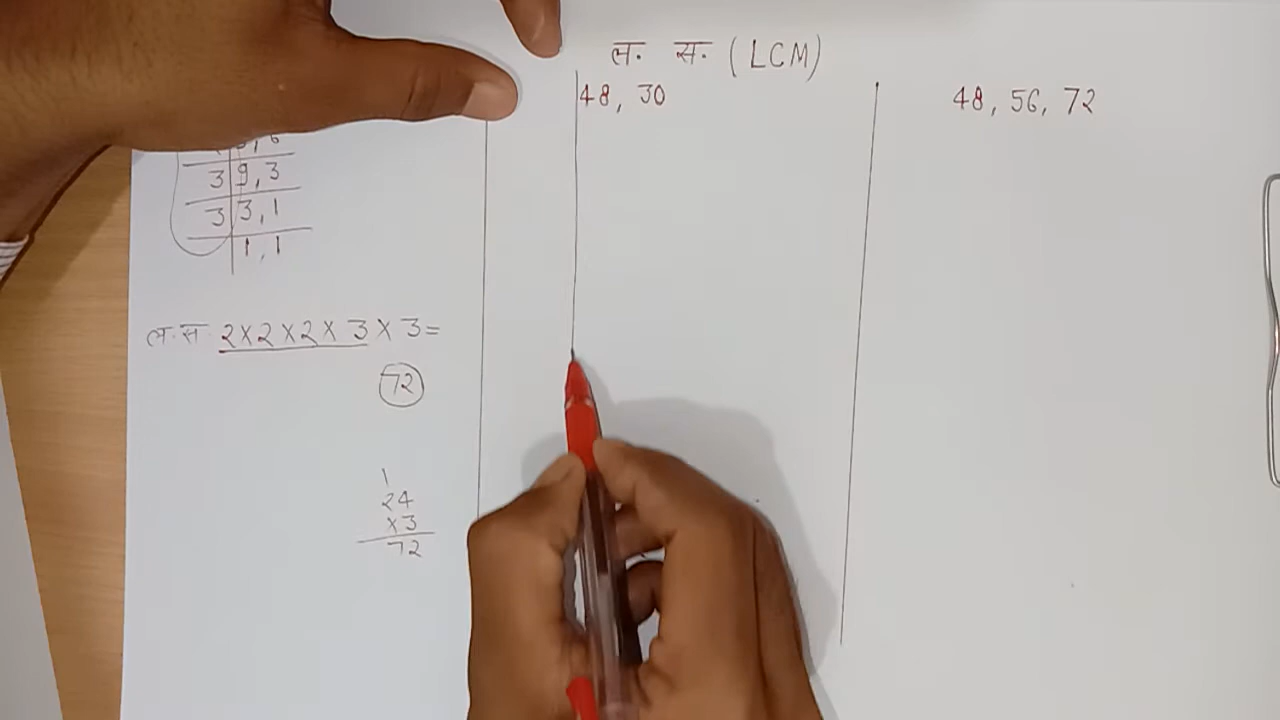 ल. स. (LCM)
48, 30
48, 56, 72
3 9, 3
3 3, 1
1, 1
ल.स. 2×2×2×3×3=
72
1
24
×3
72